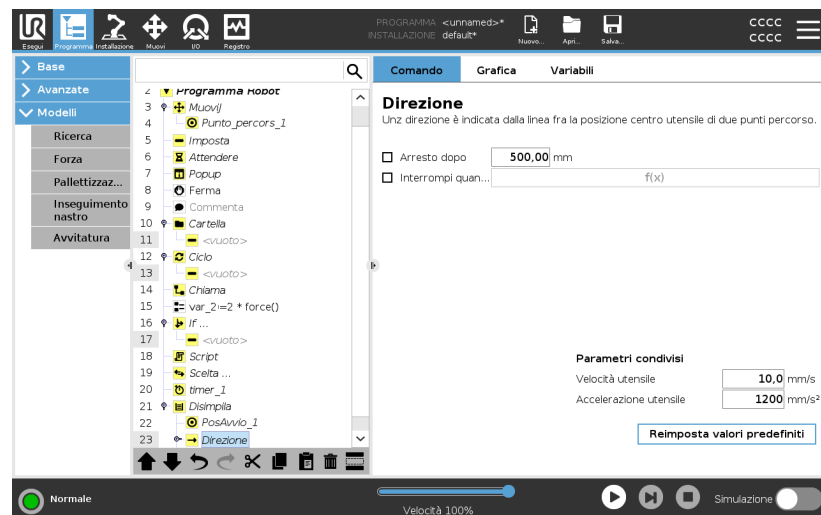 PROGRAMMA <unnamed>*
INSTALLAZIONE default*
Esegui
Programma
Installazione
Muovi
I/O
Registro
Nuovo...
Apri...
Salva...
cccc
cccc
Base
Avanzate
Modelli
Ricerca
Forza
Pallettizzaz...
Inseguimento
nastro
Avvitatura
2 Programma Robot
3 MuoviJ
4 Punto_percors_1
5 Imposta
6 Attendere
7 Popup
8 Ferma
9 Commenta
10 Cartella
11 <vuoto>
12 Ciclo
13 <vuoto>
14 Chiama
15 var_2≔2 * force()
16 If ...
17 <vuoto>
18 Script
19 Scelta ...
20 timer_1
21 Disimpila
22 PosAvvio_1
23 Direzione
Comando
Grafica
Variabili
Direzione
Unz direzione è indicata dalla linea fra la posizione centro utensile di due punti percorso.
Arresto dopo 500,00 mm
Interrompi quan... f(x)
Parametri condivisi
Velocità utensile 10,0 mm/s
Accelerazione utensile 1200 mm/s²
Reimposta valori predefiniti
Normale
Velocità 100%
Simulazione